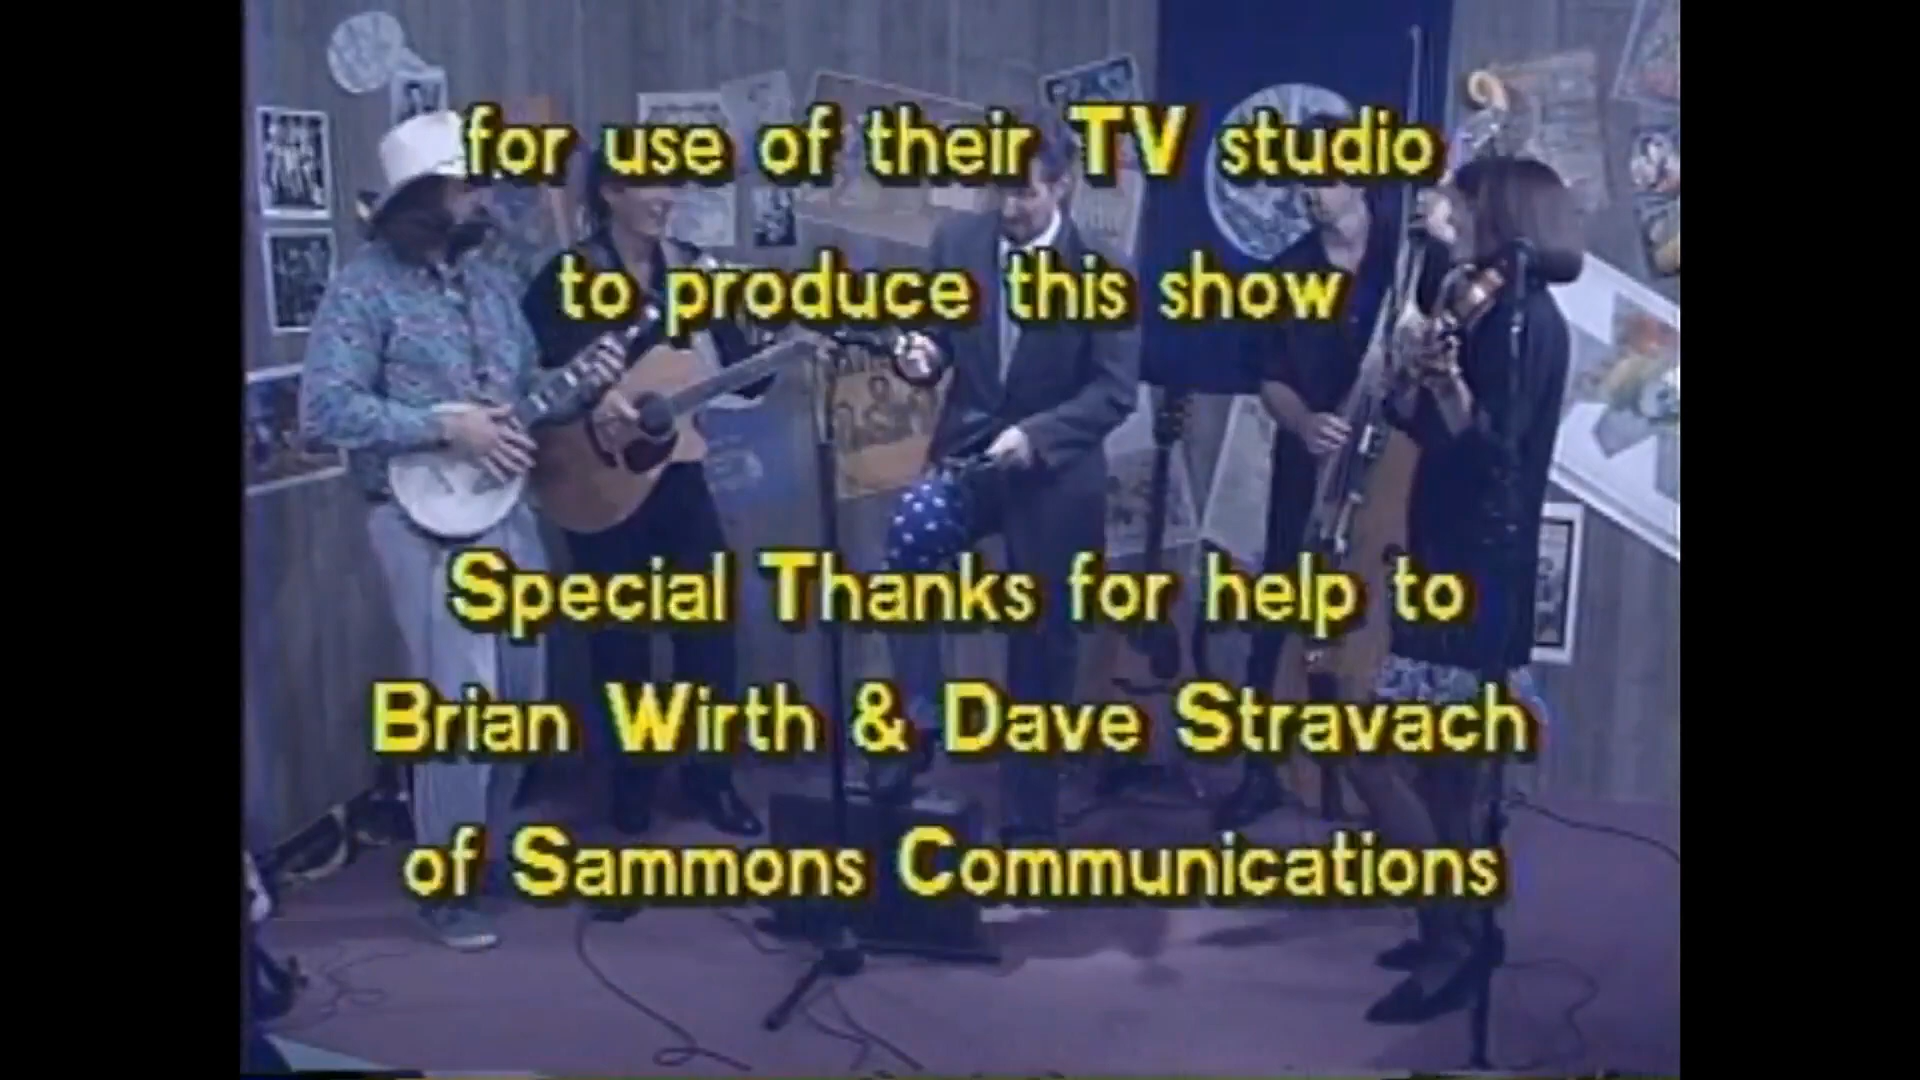 for use of their TV studio
to produce this show
Special Thanks for help to
Brian Wirth & Dave Stravach
of Sammons Communications